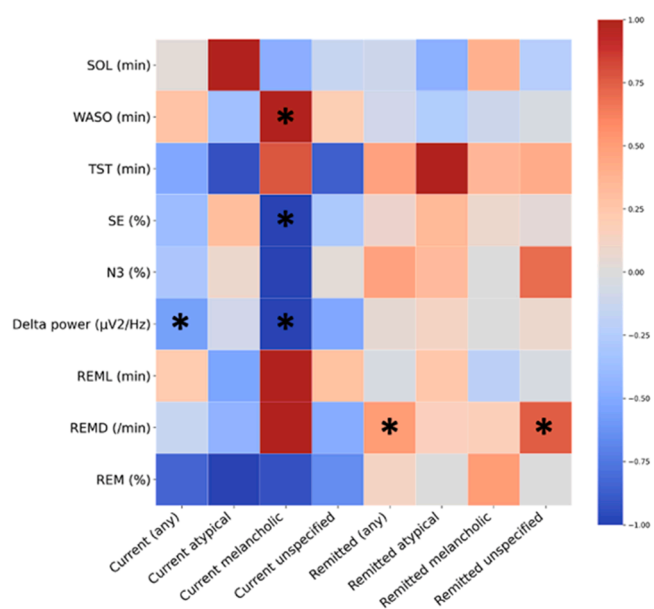 SOL (min)
WASO (min)
TST (min)
SE (%)
N3 (%)
Delta power (µV2/Hz)
REML (min)
REMD (/min)
REM (%)
*
*
* *
* *
Current (any)
Current atypical
Current melancholic
Current unspecified
Remitted (any)
Remitted atypical
Remitted melancholic
Remitted unspecified
1.00
0.75
0.50
0.25
0.00
−0.25
−0.50
−0.75
−1.00